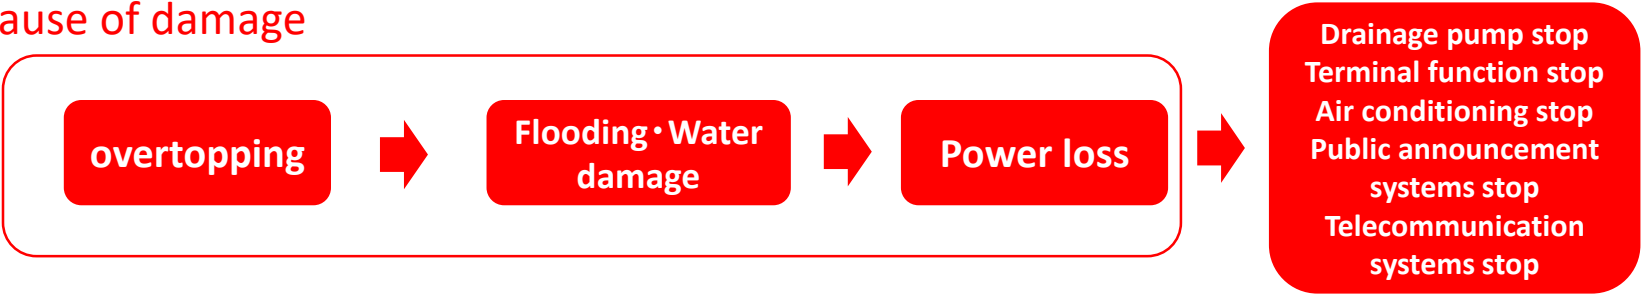 ause of damage
overtopping
Flooding・Water
damage
Power loss
Drainage pump stop
Terminal function stop
Air conditioning stop
Public announcement
systems stop
Telecommunication
systems stop